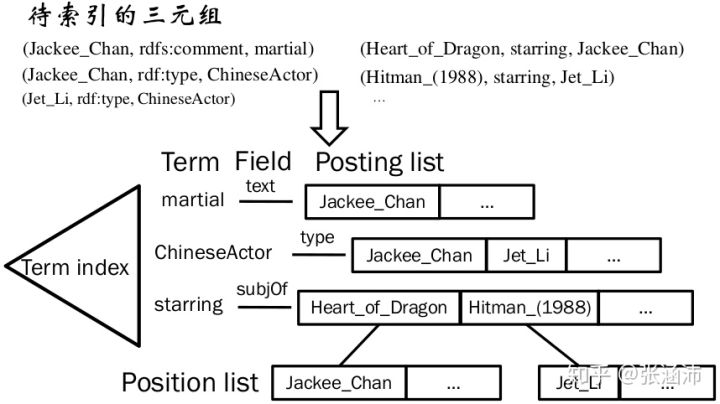 待索引的三元组
(Jackee_Chan, rdfs:comment, martial) (Heart_of_Dragon, starring, Jackee_Chan)
(Jackee_Chan, rdf:type, ChineseActor) (Hitman_(1988), starring, Jet_Li)
(Jet_Li, rdf:type, ChineseActor) ...
Term Field Posting list
martial text Jackee_Chan ...
Term index
ChineseActor type Jackee_Chan Jet_Li ...
starring subjOf Heart_of_Dragon Hitman_(1988) ...
Position list Jackee_Chan ... Jet_Li ...
知乎 @张涵沛